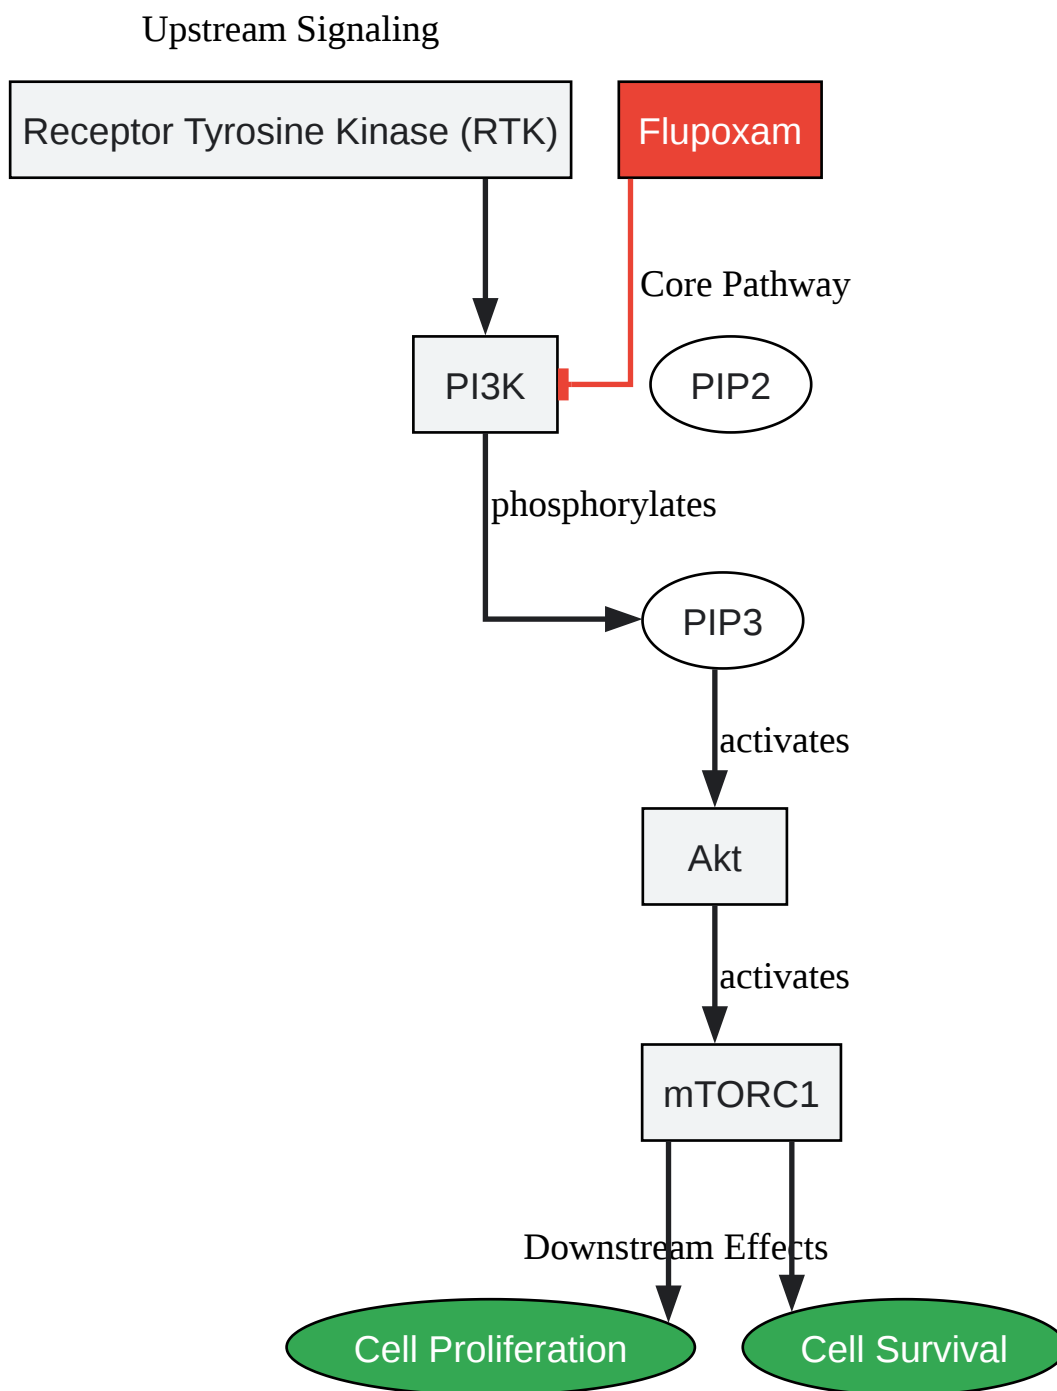 Upstream Signaling
Receptor Tyrosine Kinase (RTK)
Flupoxam
Core Pathway
PI3K
PIP2
phosphorylates
PIP3
activates
Akt
activates
mTORC1
Downstream Effects
Cell Proliferation
Cell Survival